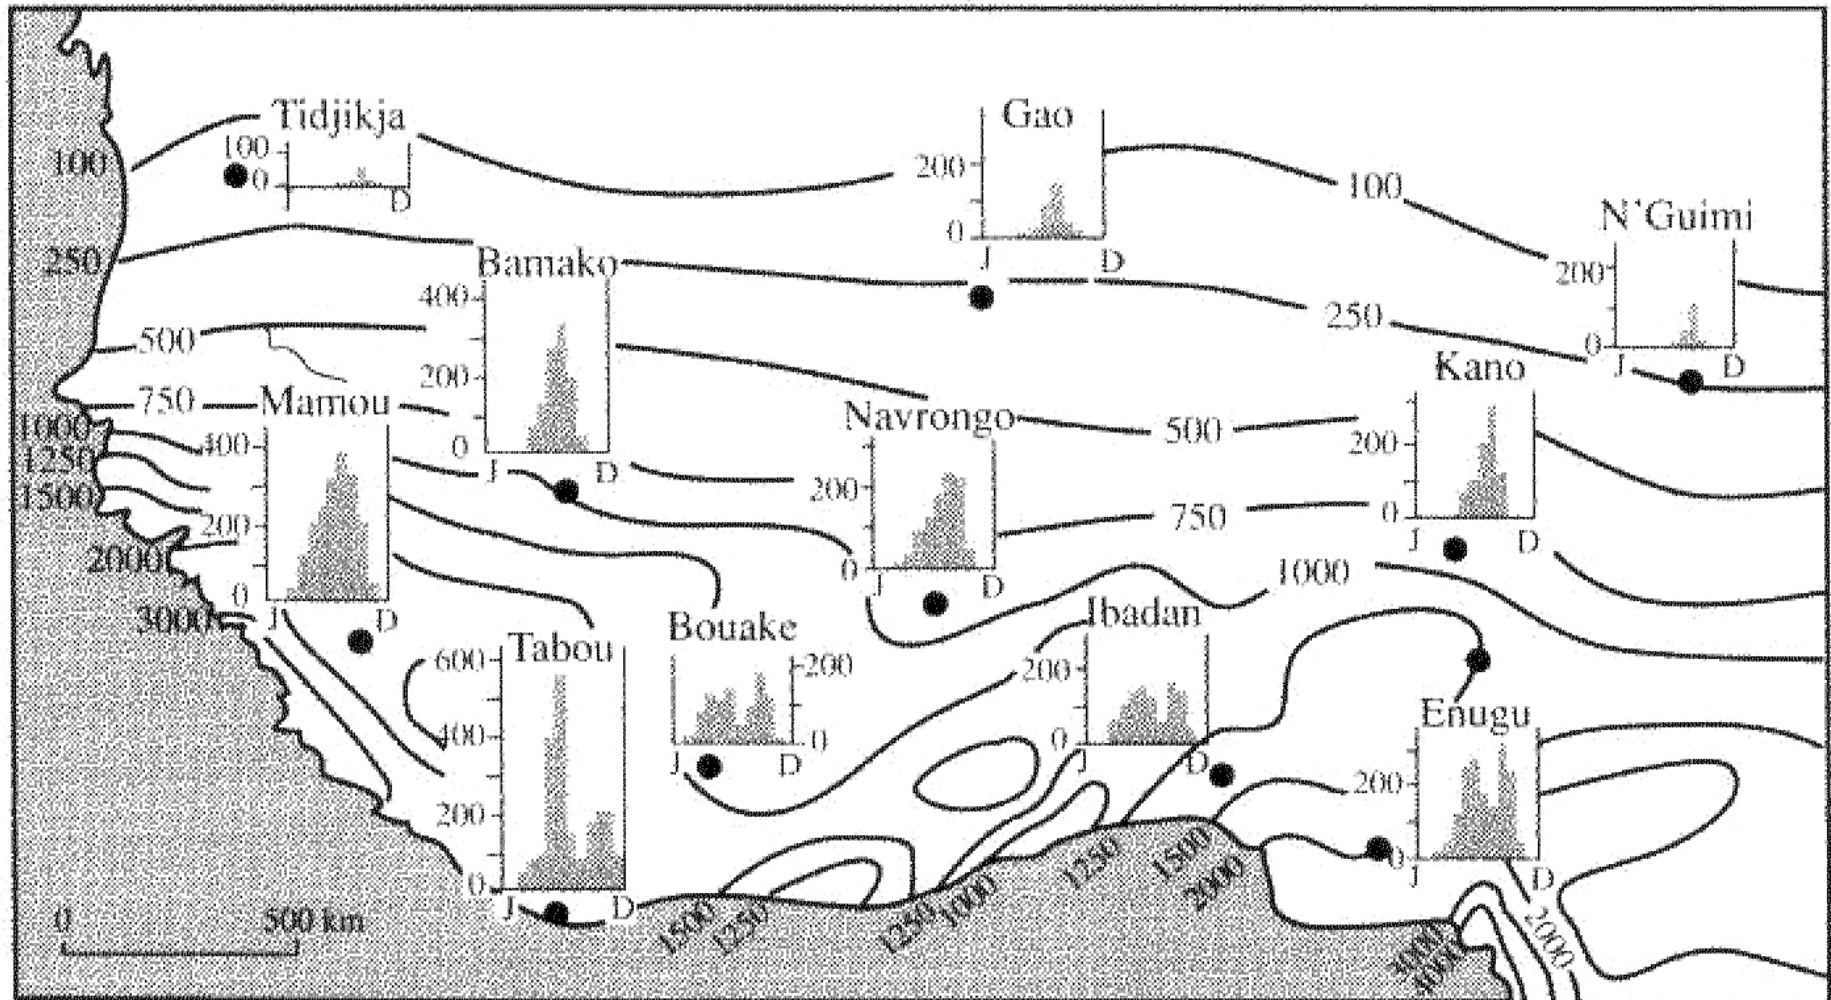 Tidjikja
100
0
D
Gao
200
0
J
D
N'Guimi
200
0
J
D
Bamako
400
200
0
J
D
Kano
200
0
J
D
Mamou
400
200
0
J
D
Navrongo
200
0
J
D
Tabou
600
400
200
0
J
D
Bouake
200
0
J
D
Ibadan
200
0
J
D
Enugu
200
0
J
D
100
250
500
750
1000
1250
1500
2000
3000
100
250
500
750
1000
1500
1250
1250
1000
1250
1500
2000
3000
4000
2000
0 500 km